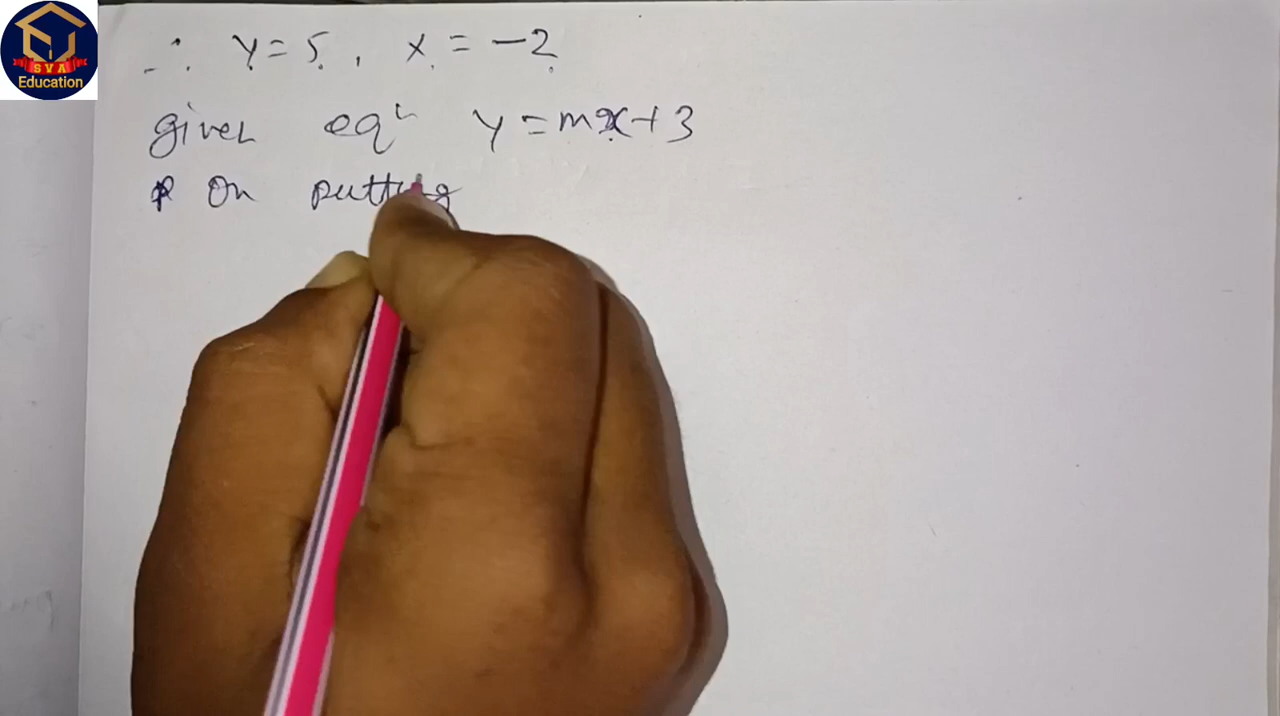 SVA
Education
∴ y = 5, x = -2
given eqn y = mx + 3
On putting